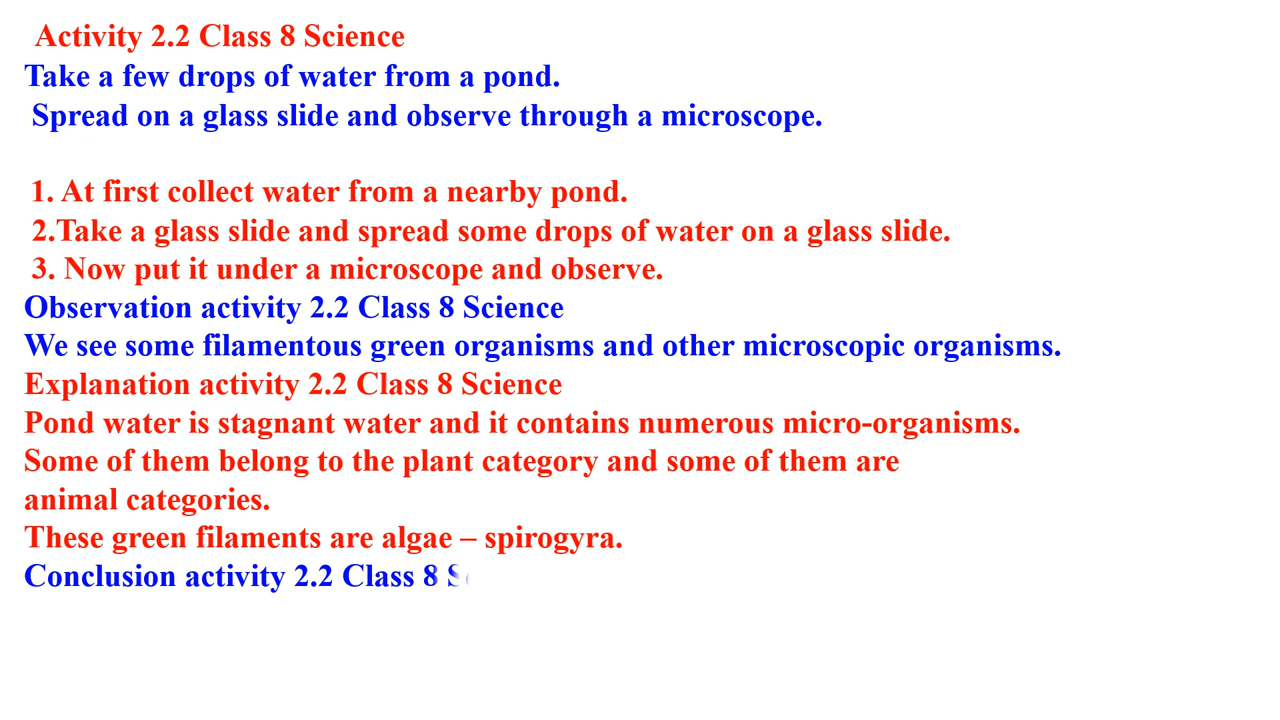 Activity 2.2 Class 8 Science
Take a few drops of water from a pond.
Spread on a glass slide and observe through a microscope.
1. At first collect water from a nearby pond.
2.Take a glass slide and spread some drops of water on a glass slide.
3. Now put it under a microscope and observe.
Observation activity 2.2 Class 8 Science
We see some filamentous green organisms and other microscopic organisms.
Explanation activity 2.2 Class 8 Science
Pond water is stagnant water and it contains numerous micro-organisms.
Some of them belong to the plant category and some of them are
animal categories.
These green filaments are algae – spirogyra.
Conclusion activity 2.2 Class 8